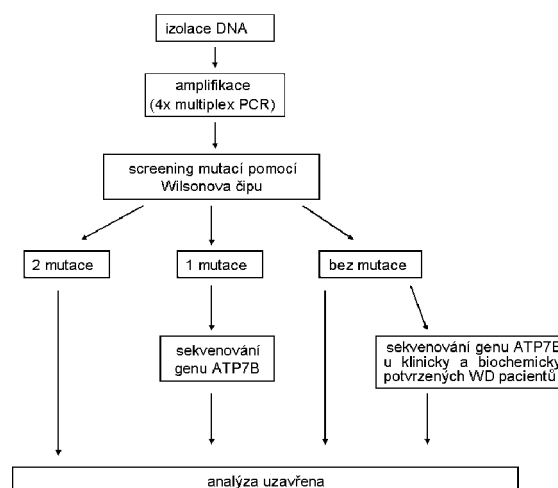 izolace DNA
amplifikace
(4x multiplex PCR)
screening mutací pomocí
Wilsonova čipu
2 mutace
1 mutace
bez mutace
sekvenování
genu ATP7B
sekvenování genu ATP7B
u klinicky a biochemicky
potvrzených WD pacientů
analýza uzavřena